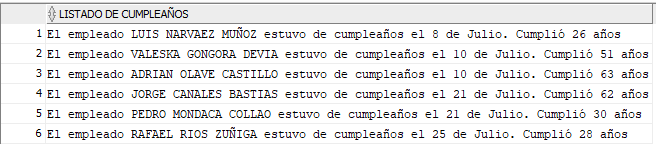 LISTADO DE CUMPLEAÑOS
1 El empleado LUIS NARVAEZ MUÑOZ estuvo de cumpleaños el 8 de Julio. Cumplió 26 años
2 El empleado VALESKA GONGORA DEVIA estuvo de cumpleaños el 10 de Julio. Cumplió 51 años
3 El empleado ADRIAN OLAVE CASTILLO estuvo de cumpleaños el 10 de Julio. Cumplió 63 años
4 El empleado JORGE CANALES BASTIAS estuvo de cumpleaños el 21 de Julio. Cumplió 62 años
5 El empleado PEDRO MONDACA COLLAO estuvo de cumpleaños el 21 de Julio. Cumplió 30 años
6 El empleado RAFAEL RIOS ZUÑIGA estuvo de cumpleaños el 25 de Julio. Cumplió 28 años